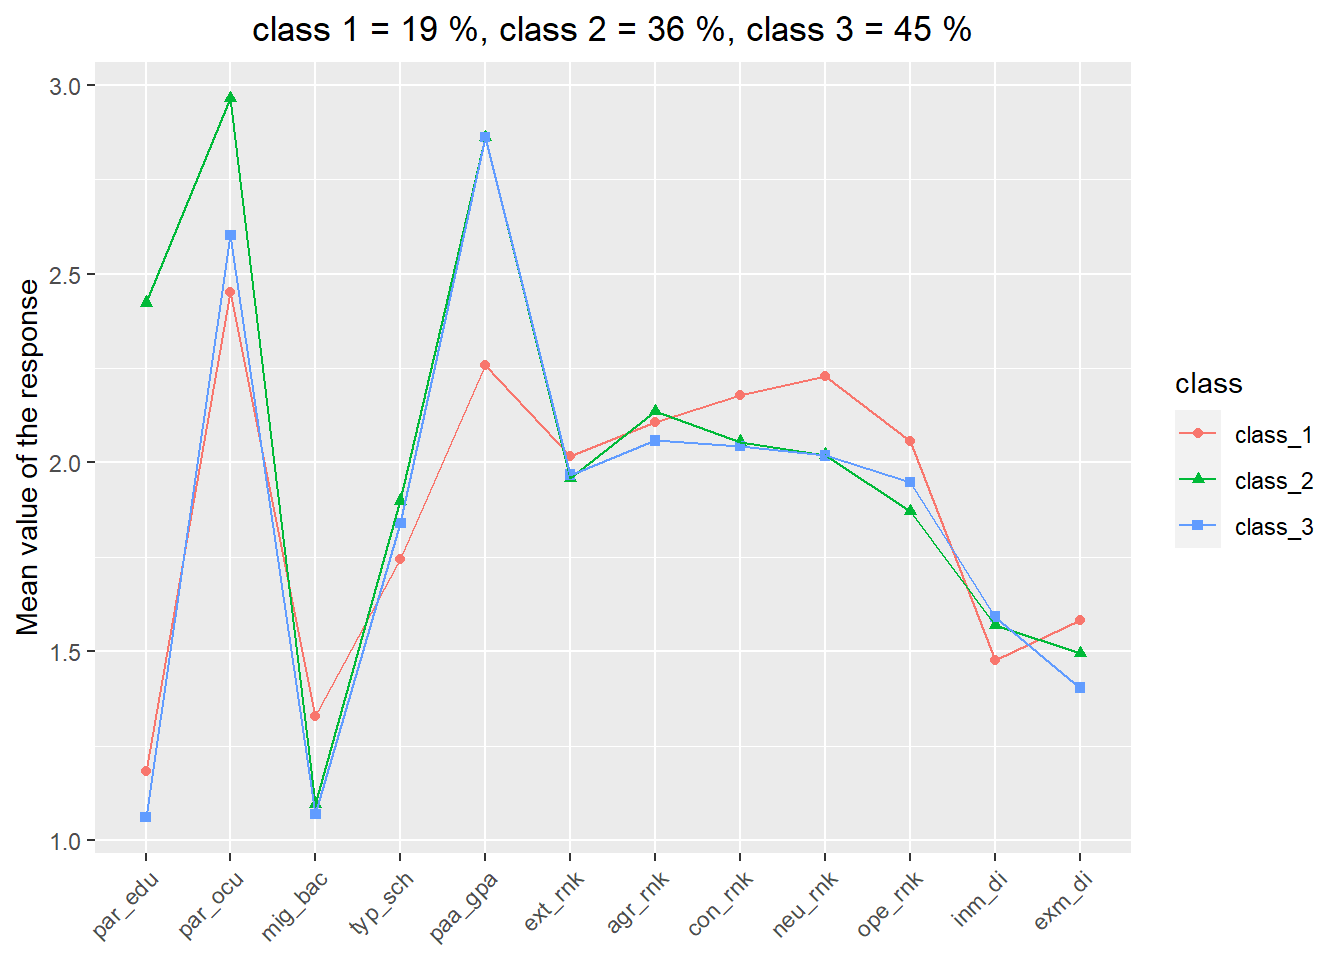 class 1 = 19 %, class 2 = 36 %, class 3 = 45 %
Mean value of the response
3.0
2.5
2.0
1.5
1.0
par_edu
par_ocu
mig_bac
typ_sch
paa_gpa
ext_rnk
agr_rnk
con_rnk
neu_rnk
ope_rnk
inm_di
exm_di
class
class_1
class_2
class_3